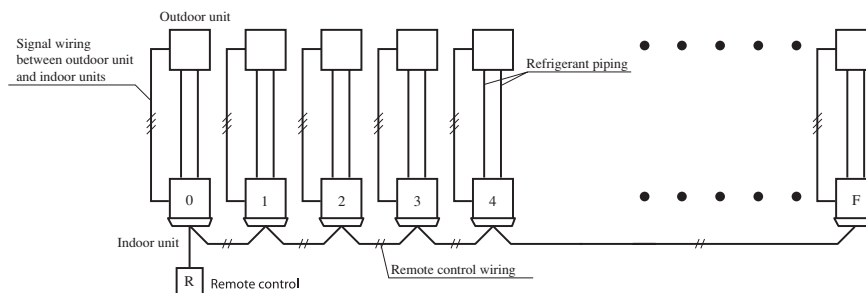 Outdoor unit
Signal wiring
between outdoor unit
and indoor units
Refrigerant piping
0
1
2
3
4
F
Indoor unit
Remote control wiring
R
Remote control